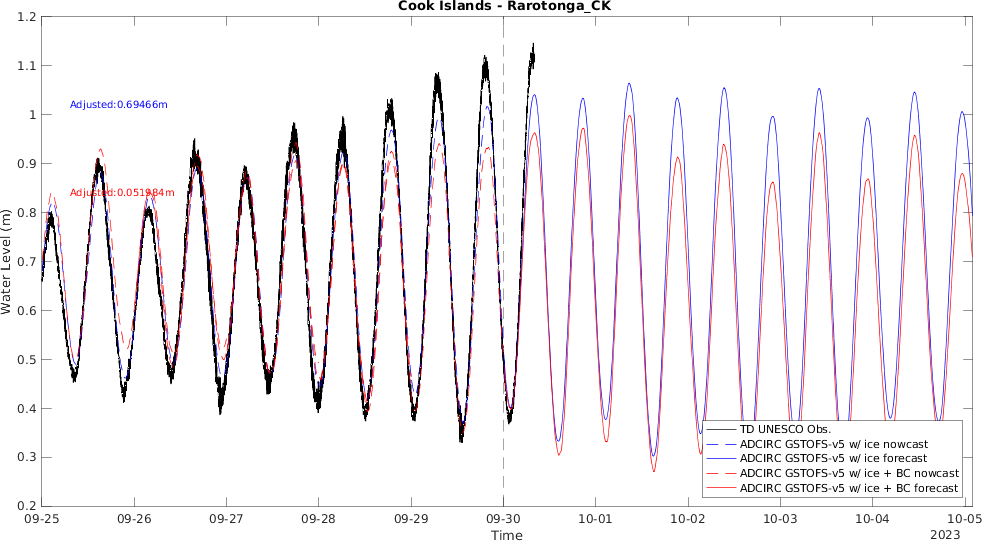 Cook Islands - Rarotonga_CK
1.2
1.1
1
0.9
0.8
0.7
0.6
0.5
0.4
0.3
0.2
Water Level (m)
Adjusted:0.69466m
Adjusted:0.051984m
TD UNESCO Obs.
ADCIRC GSTOFS-v5 w/ ice nowcast
ADCIRC GSTOFS-v5 w/ ice forecast
ADCIRC GSTOFS-v5 w/ ice + BC nowcast
ADCIRC GSTOFS-v5 w/ ice + BC forecast
09-25 09-26 09-27 09-28 09-29 09-30 10-01 10-02 10-03 10-04 10-05
Time
2023